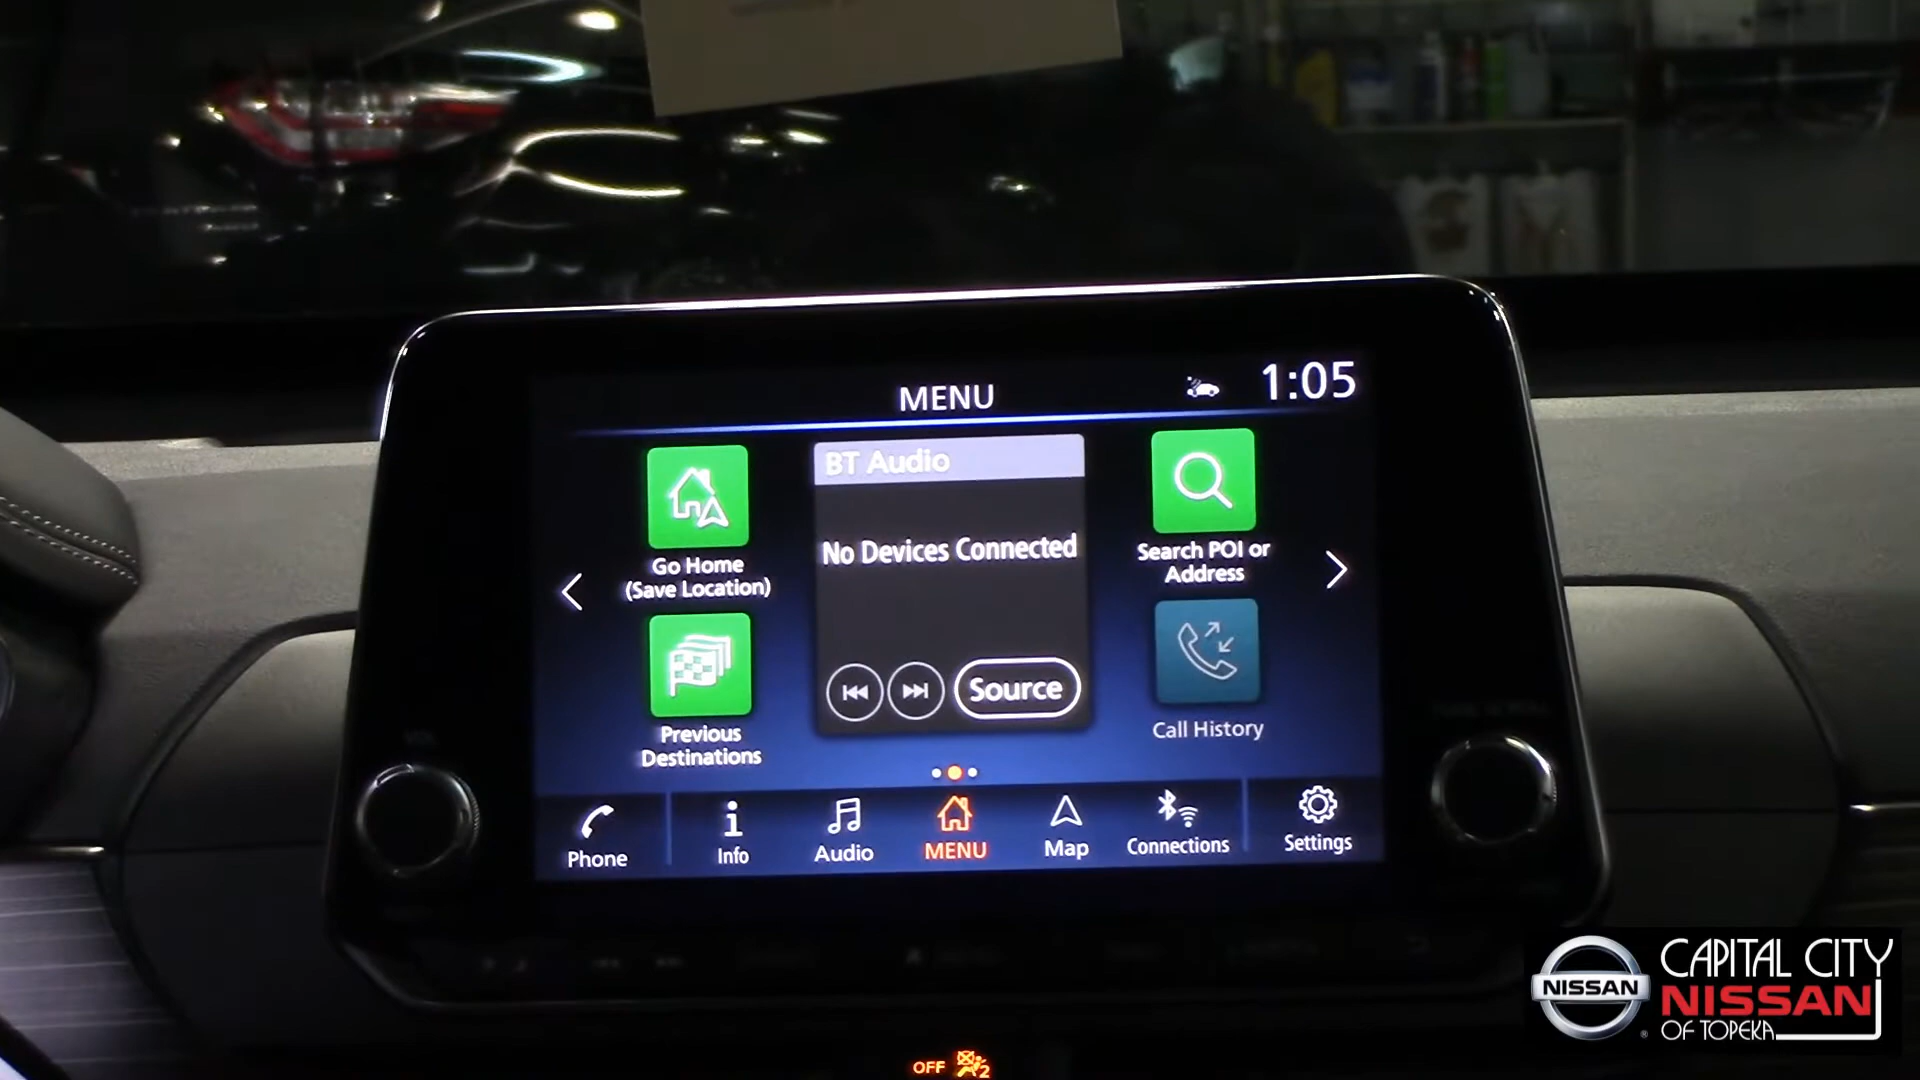 MENU
1:05
BT Audio
No Devices Connected
Source
Go Home
(Save Location)
Previous
Destinations
Search POI or
Address
Call History
Phone
Info
Audio
MENU
Map
Connections
Settings
OFF
2
NISSAN
CAPITAL CITY
NISSAN
OF TOPEKA